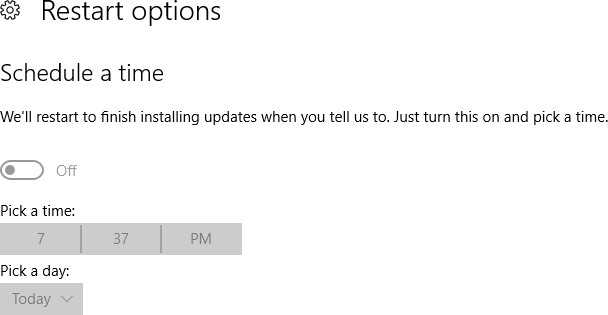 Restart options
Schedule a time
We'll restart to finish installing updates when you tell us to. Just turn this on and pick a time.
Off
Pick a time:
7 37 PM
Pick a day:
Today